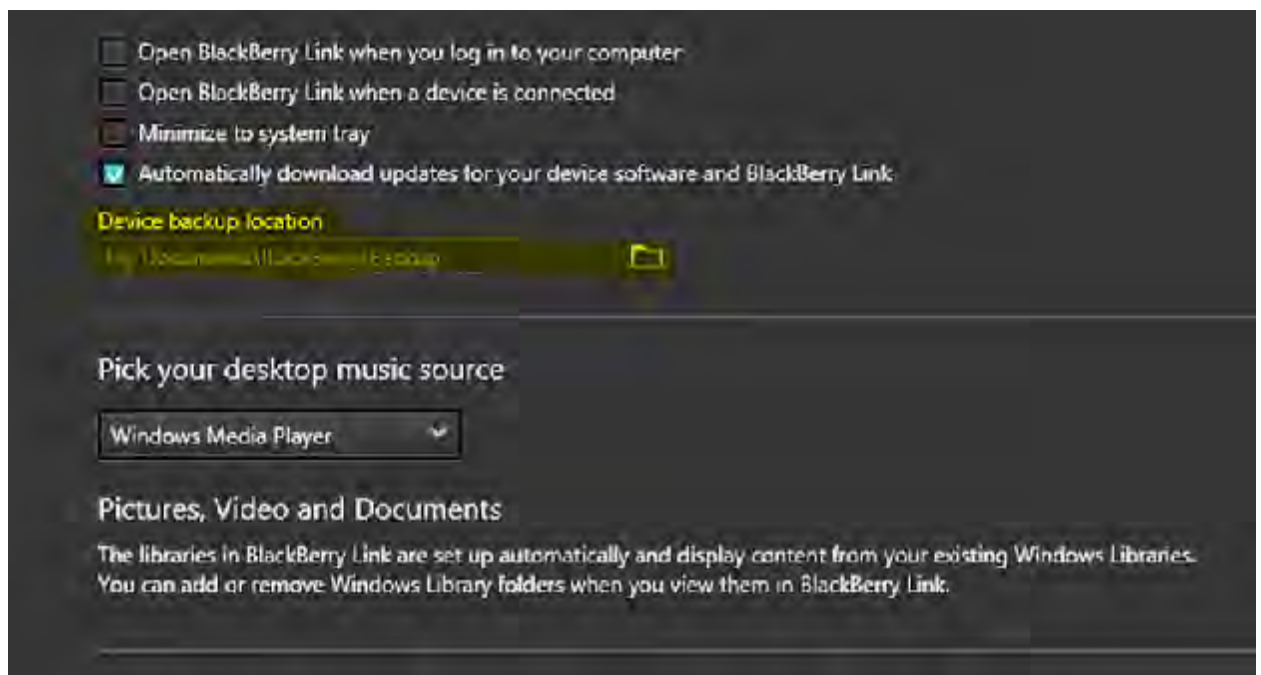 Open BlackBerry Link when you log in to your computer
Open BlackBerry Link when a device is connected
Minimize to system tray
Automatically download updates for your device software and BlackBerry Link
Device backup location
Pick your desktop music source
Windows Media Player
Pictures, Video and Documents
The libraries in BlackBerry Link are set up automatically and display content from your existing Windows Libraries.
You can add or remove Windows Library folders when you view them in BlackBerry Link.